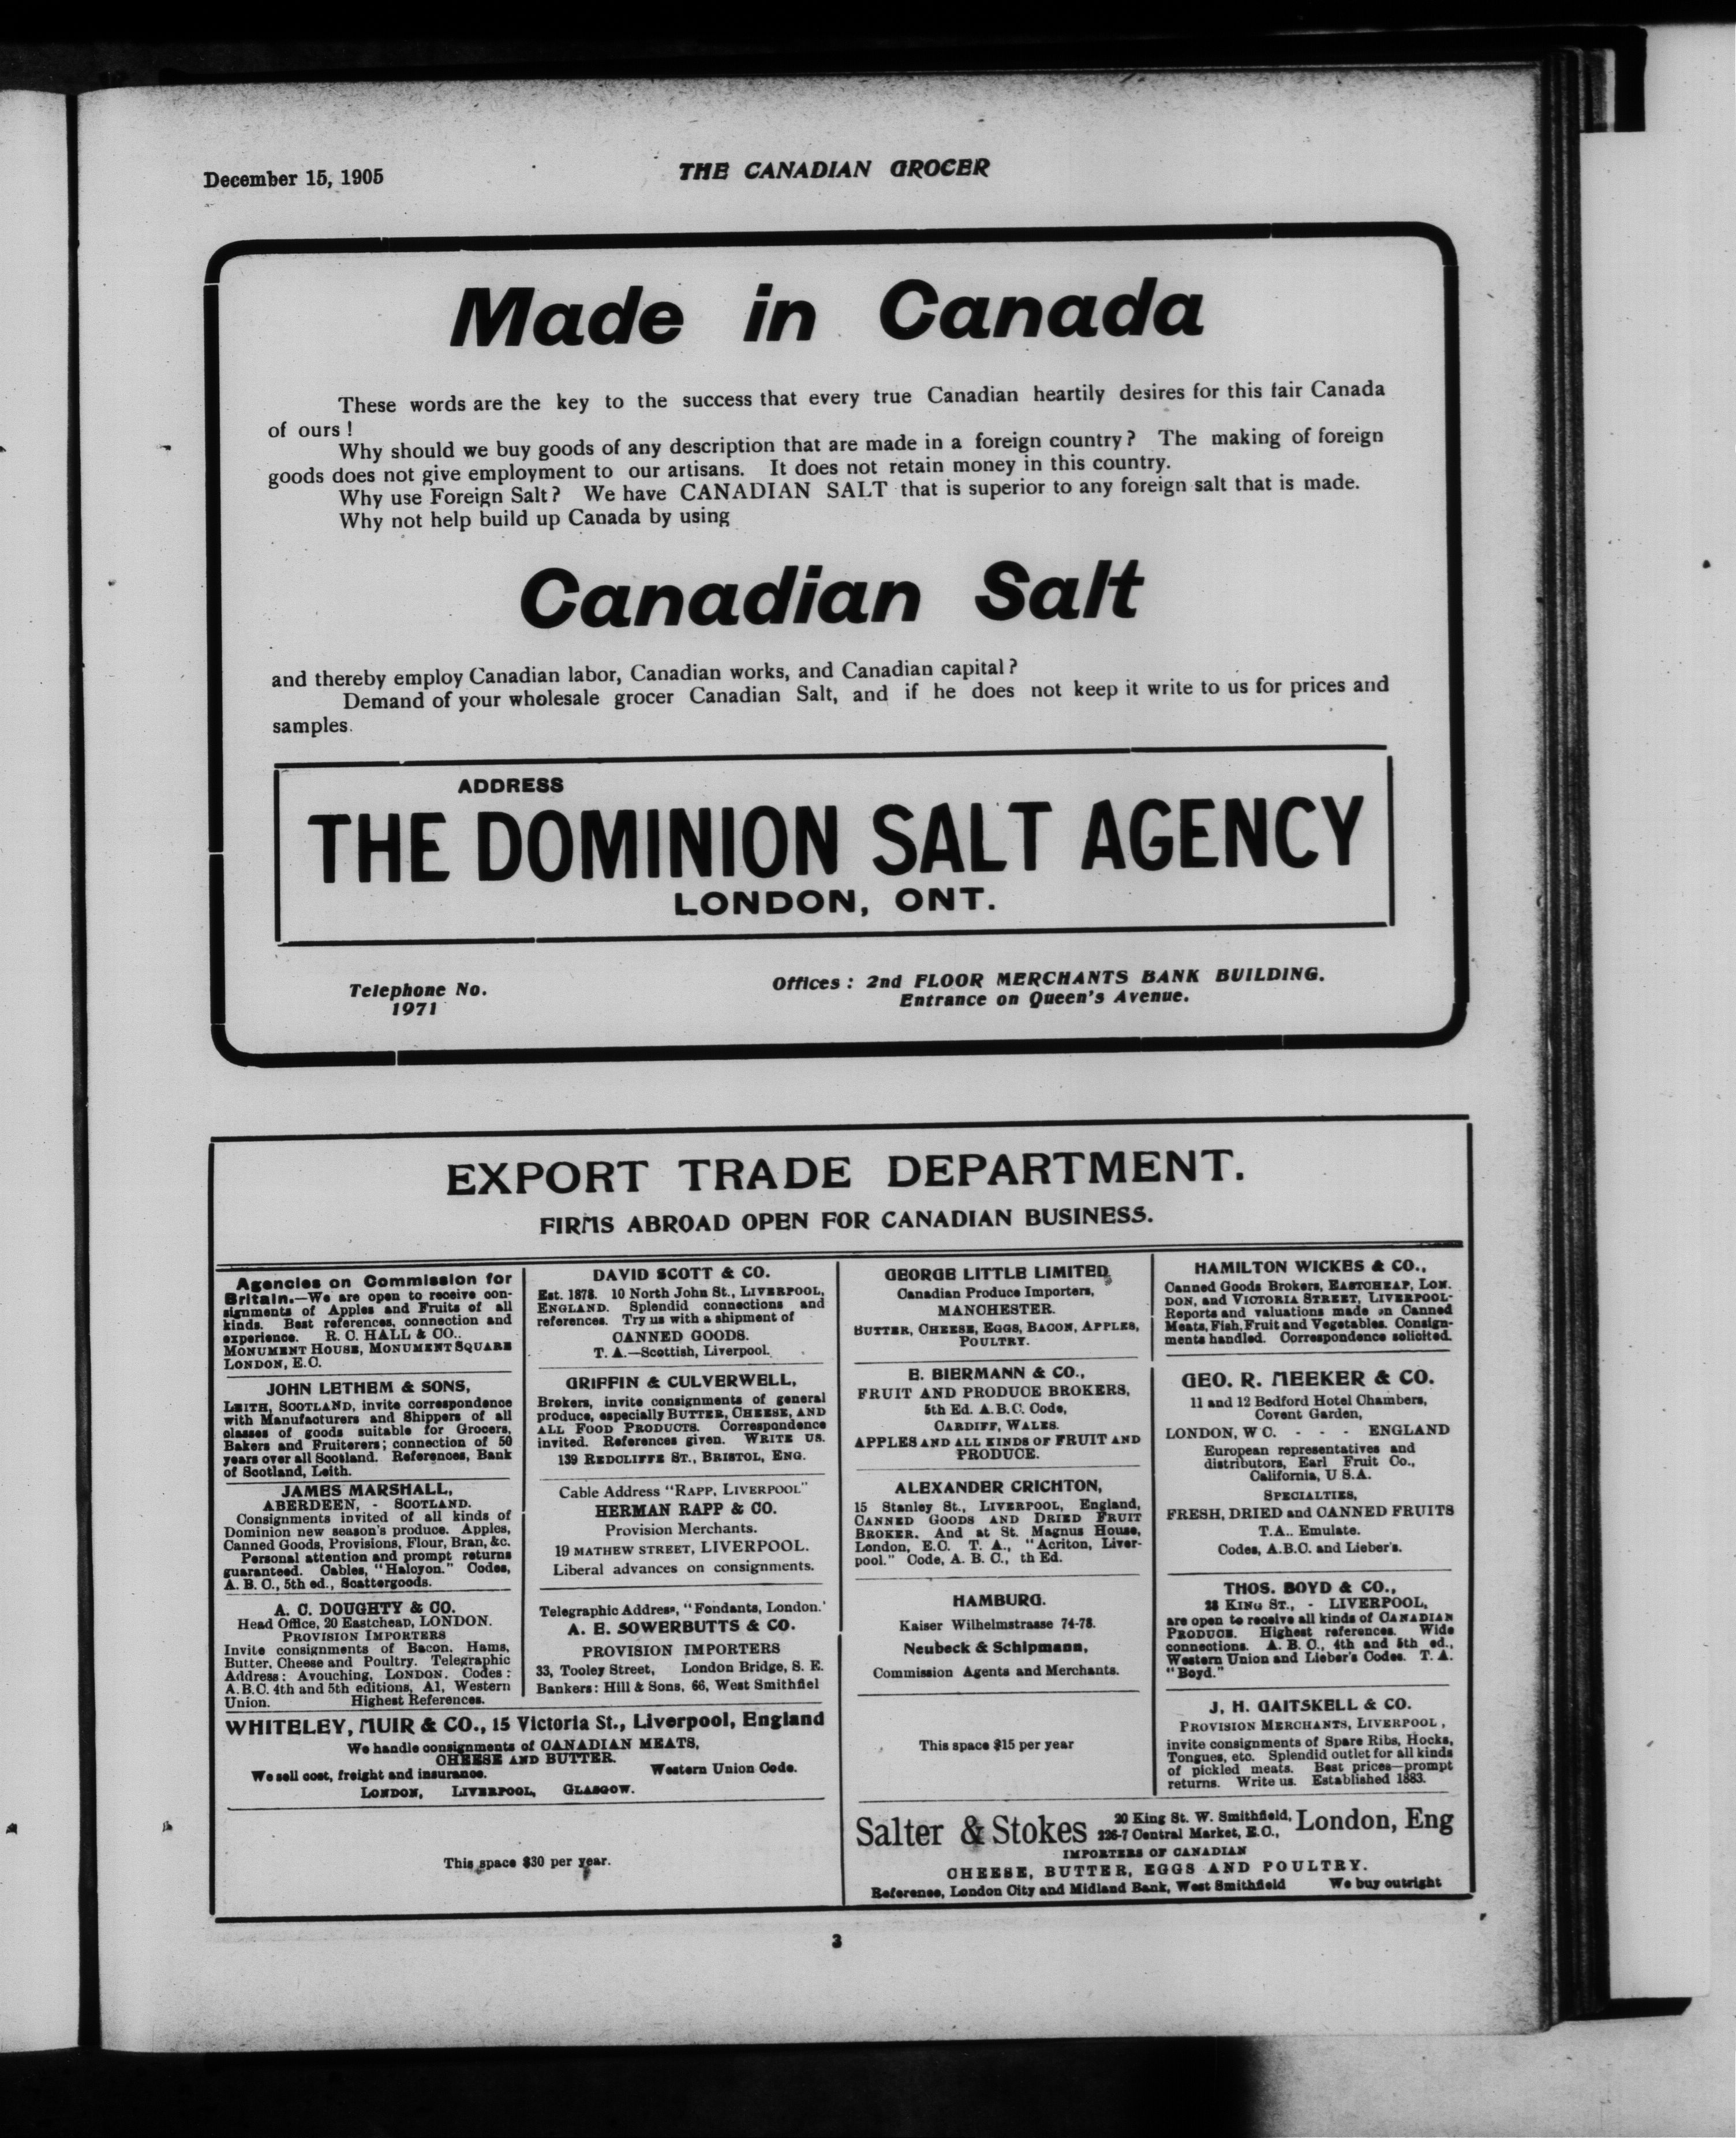 December 15, 1905
THE CANADIAN GROCER
Made in Canada
These words are the key to the success that every true Canadian heartily desires for this fair Canada
of ours !
Why should we buy goods of any description that are made in a foreign country ? The making of foreign
goods does not give employment to our artisans. It does not retain money in this country.
Why use Foreign Salt ? We have CANADIAN SALT that is superior to any foreign salt that is made.
Why not help build up Canada by using
Canadian Salt
and thereby employ Canadian labor, Canadian works, and Canadian capital ?
Demand of your wholesale grocer Canadian Salt, and if he does not keep it write to us for prices and
samples.
ADDRESS
THE DOMINION SALT AGENCY
LONDON, ONT.
Telephone No.
1971
Offices : 2nd FLOOR MERCHANTS BANK BUILDING.
Entrance on Queen's Avenue.
EXPORT TRADE DEPARTMENT.
FIRMS ABROAD OPEN FOR CANADIAN BUSINESS.
Agencies on Commission for
Britain.—We are open to receive con-
signments of Apples and Fruits of all
kinds. Best references, connection and
experience. R. C. HALL & CO..
MONUMENT HOUSE, MONUMENT SQUARE
LONDON, E.C.
JOHN LETHEM & SONS,
LEITH, SCOTLAND, invite correspondence
with Manufacturers and Shippers of all
classes of goods suitable for Grocers,
Bakers and Fruiterers; connection of 50
years over all Scotland. References, Bank
of Scotland, Leith.
JAMES MARSHALL,
ABERDEEN, - SCOTLAND.
Consignments invited of all kinds of
Dominion new season's produce. Apples,
Canned Goods, Provisions, Flour, Bran, &c.
Personal attention and prompt returns
guaranteed. Cables, "Halcyon." Codes,
A. B. C., 5th ed., Scattergoods.
A. C. DOUGHTY & CO.
Head Office, 20 Eastcheap, LONDON.
PROVISION IMPORTERS
Invite consignments of Bacon, Hams,
Butter, Cheese and Poultry. Telegraphic
Address: Avouching, LONDON. Codes:
A.B.C. 4th and 5th editions, A1, Western
Union. Highest References.
DAVID SCOTT & CO.
Est. 1878. 10 North John St., LIVERPOOL,
ENGLAND. Splendid connections and
references. Try us with a shipment of
CANNED GOODS.
T. A.—Scottish, Liverpool.
GRIFFIN & CULVERWELL,
Brokers, invite consignments of general
produce, especially BUTTER, CHEESE, AND
ALL FOOD PRODUCTS. Correspondence
invited. References given. WRITE US.
139 REDCLIFFE ST., BRISTOL, ENG.
Cable Address "RAPP, LIVERPOOL"
HERMAN RAPP & CO.
Provision Merchants.
19 MATHEW STREET, LIVERPOOL.
Liberal advances on consignments.
Telegraphic Address, "Fondants, London.'
A. E. SOWERBUTTS & CO.
PROVISION IMPORTERS
33, Tooley Street, London Bridge, S. E.
Bankers: Hill & Sons, 66, West Smithfiel
WHITELEY, MUIR & CO., 15 Victoria St., Liverpool, England
We handle consignments of CANADIAN MEATS,
CHEESE AND BUTTER.
We sell cost, freight and insurance. Western Union Code.
LONDON, LIVERPOOL, GLASGOW.
This space $30 per year.
GEORGE LITTLE LIMITED,
Canadian Produce Importers,
MANCHESTER.
BUTTER, CHEESE, EGGS, BACON, APPLES,
POULTRY.
E. BIERMANN & CO.,
FRUIT AND PRODUCE BROKERS,
5th Ed. A.B.C. Code,
CARDIFF, WALES.
APPLES AND ALL KINDS OF FRUIT AND
PRODUCE.
ALEXANDER CRICHTON,
15 Stanley St., LIVERPOOL, England,
CANNED GOODS AND DRIED FRUIT
BROKER. And at St. Magnus House,
London, E.C. T. A., "Acriton, Liver-
pool." Code, A. B. C., th Ed.
HAMBURG.
Kaiser Wilhelmstrasse 74-78.
Neubeck & Schipmann,
Commission Agents and Merchants.
This space $15 per year
HAMILTON WICKES & CO.,
Canned Goods Brokers, EASTCHEAP, LON-
DON, and VICTORIA STREET, LIVERPOOL-
Reports and valuations made on Canned
Meats, Fish, Fruit and Vegetables. Consign-
ments handled. Correspondence solicited.
GEO. R. MEEKER & CO.
11 and 12 Bedford Hotel Chambers,
Covent Garden,
LONDON, W C. - - - ENGLAND
European representatives and
distributors, Earl Fruit Co.,
California, U S.A.
SPECIALTIES,
FRESH, DRIED and CANNED FRUITS
T.A.. Emulate.
Codes, A.B.C. and Lieber's.
THOS. BOYD & CO.,
28 KING ST., - LIVERPOOL,
are open to receive all kinds of CANADIAN
PRODUCE. Highest references. Wide
connections. A. B. C., 4th and 5th ed.,
Western Union and Lieber's Codes. T. A.
"Boyd."
J. H. GAITSKELL & CO.
PROVISION MERCHANTS, LIVERPOOL,
invite consignments of Spare Ribs, Hocks,
Tongues, etc. Splendid outlet for all kinds
of pickled meats. Best prices—prompt
returns. Write us. Established 1883.
Salter & Stokes 20 King St. W. Smithfield, London, Eng
226-7 Central Market, E.C.,
IMPORTERS OF CANADIAN
CHEESE, BUTTER, EGGS AND POULTRY.
Reference, London City and Midland Bank, West Smithfield We buy outright
3